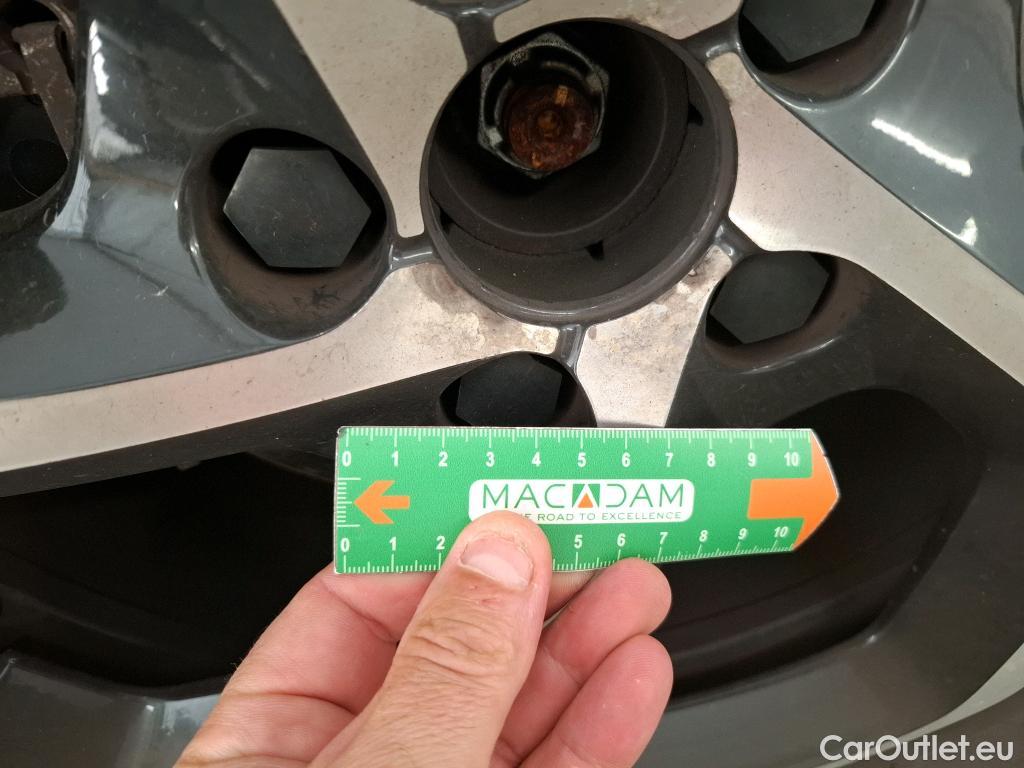 0 1 2 3 4 5 6 7 8 9 10
MACADAM
E ROAD TO EXCELLENCE
0 1 2 5 6 7 8 9 10
CarOutlet.eu